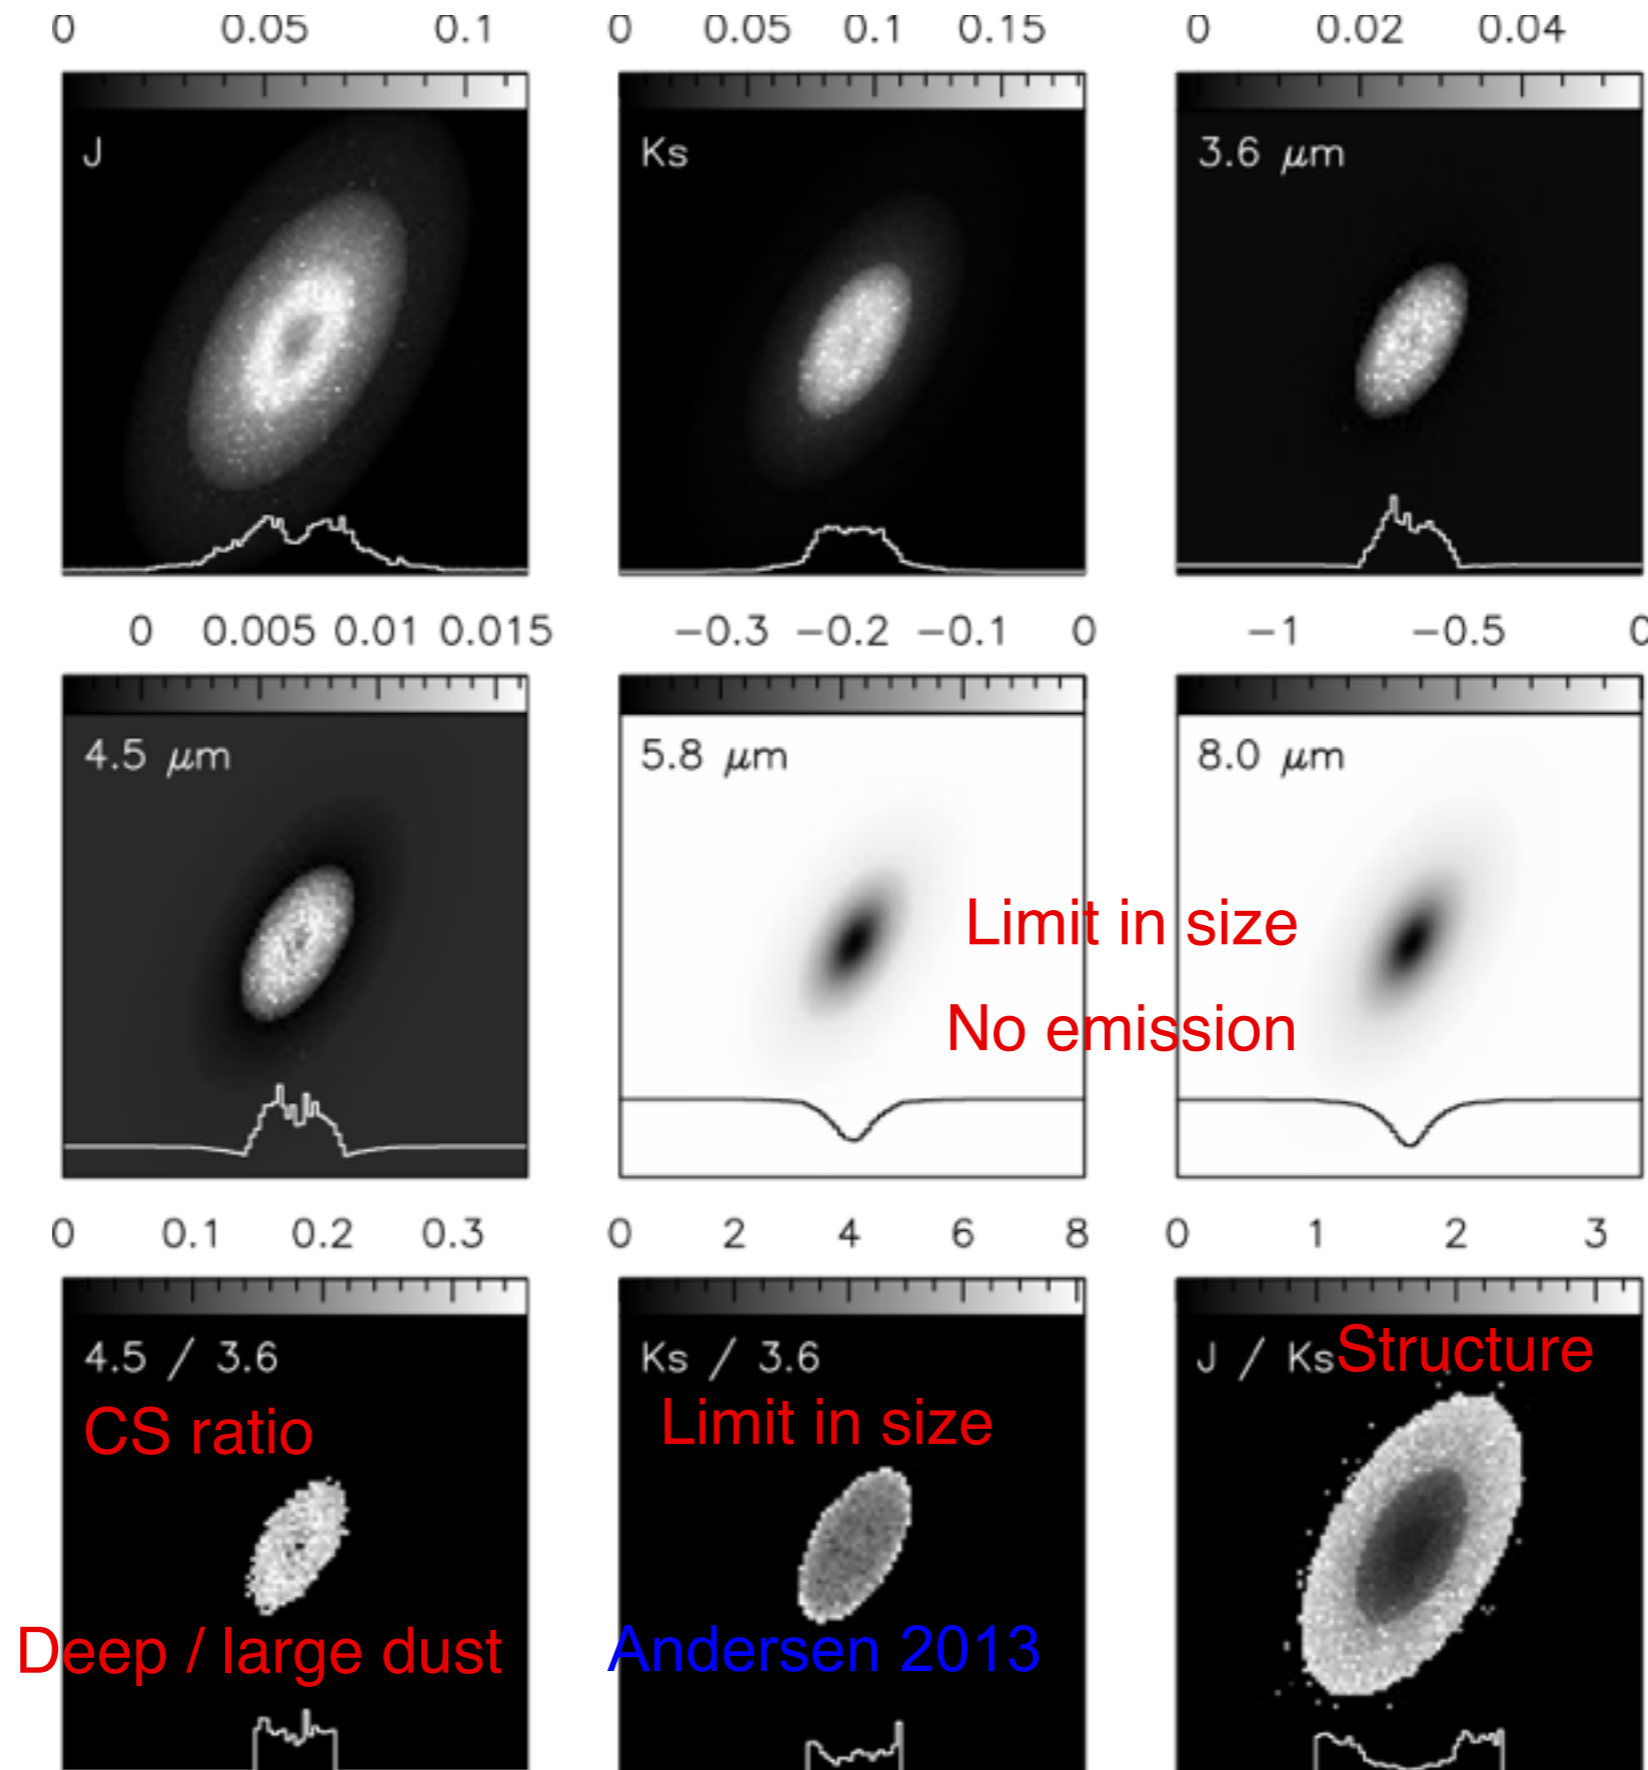 0 0.05 0.1 0 0.05 0.1 0.15 0 0.02 0.04
J Ks 3.6 μm
0 0.005 0.01 0.015 −0.3 −0.2 −0.1 0 −1 −0.5 0
4.5 μm 5.8 μm 8.0 μm
Limit in size
No emission
0 0.1 0.2 0.3 0 2 4 6 8 0 1 2 3
4.5 / 3.6 Ks / 3.6 J / Ks Structure
CS ratio Limit in size
Deep / large dust Andersen 2013